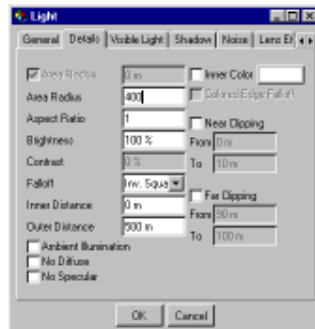 Light
General Details Visible Light Shadow Noise Lens Ef
Area Radius 0 m Inner Color
Area Radius 400 Colored Edge Falloff
Aspect Ratio 1 Near Clipping
Brightness 100 % From 0 m
Contrast 0 % To 10 m
Falloff Inv. Squa Far Clipping
Inner Distance 0 m From 90 m
Outer Distance 500 m To 100 m
Ambient Illumination
No Diffuse
No Specular
OK Cancel